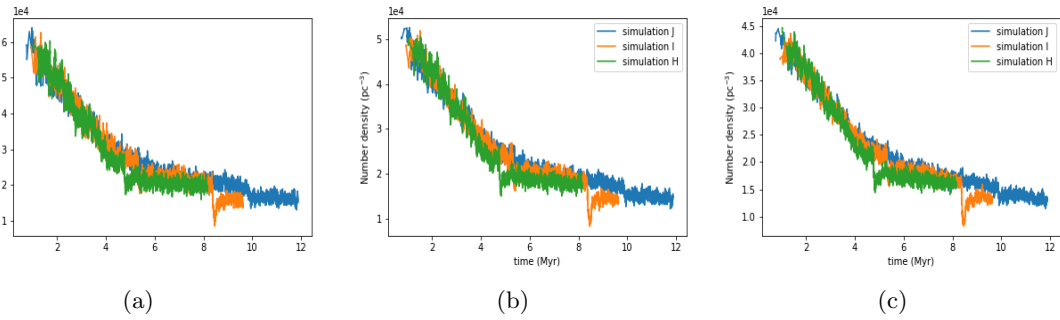 1e4
6
5
4
3
2
1
2 4 6 8 10 12
(a)
1e4
simulation J
simulation I
simulation H
Number density (pc⁻³)
5
4
3
2
1
2 4 6 8 10 12
time (Myr)
(b)
1e4
simulation J
simulation I
simulation H
Number density (pc⁻³)
4.5
4.0
3.5
3.0
2.5
2.0
1.5
1.0
2 4 6 8 10 12
time (Myr)
(c)